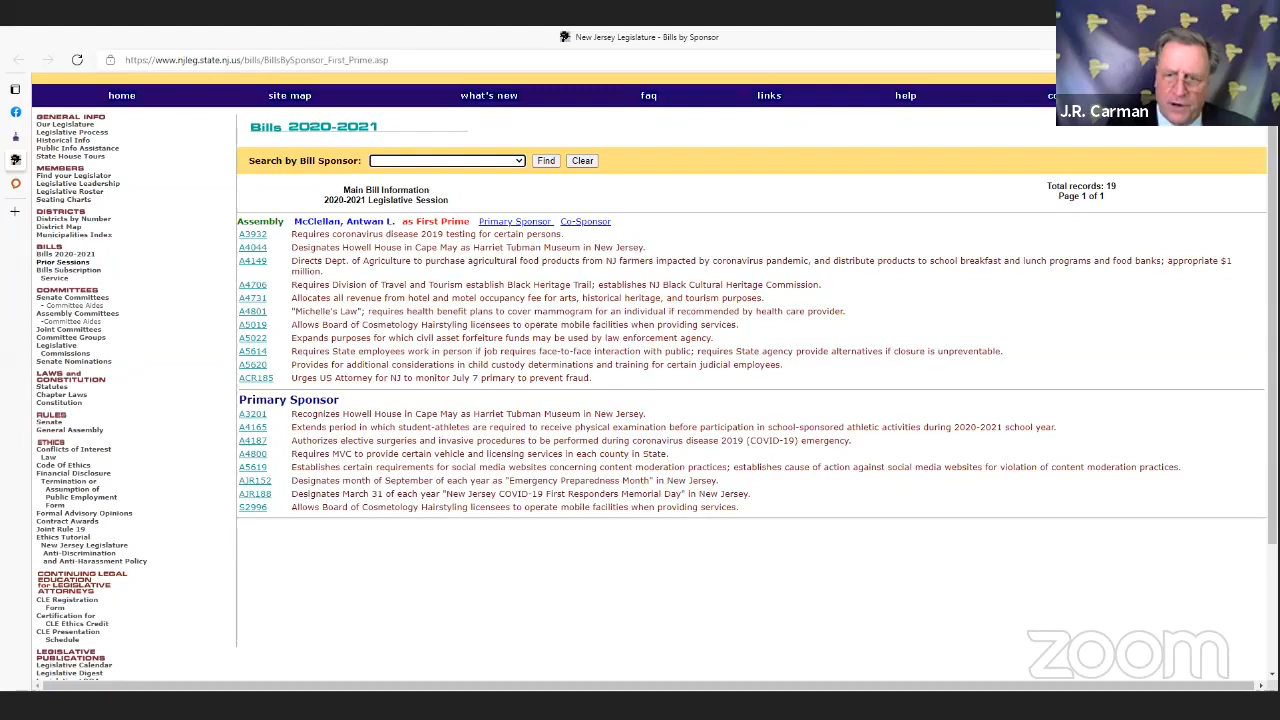 New Jersey Legislature - Bills by Sponsor
https://www.njleg.state.nj.us/bills/BillsBySponsor_First_Prime.asp
home site map what's new faq links help
J.R. Carman
GENERAL INFO
Our Legislature
Legislative Process
Historical Info
Public Info Assistance
State House Tours
MEMBERS
Find your Legislator
Legislative Leadership
Legislative Roster
Seating Charts
DISTRICTS
Districts by Number
District Map
Municipalities Index
BILLS
Bills 2020-2021
Prior Sessions
Bills Subscription
Service
COMMITTEES
Senate Committees
- Committee Aides
Assembly Committees
-Committee Aides
Joint Committees
Committee Groups
Legislative
Commissions
Senate Nominations
LAWS and
CONSTITUTION
Statutes
Chapter Laws
Constitution
RULES
Senate
General Assembly
ETHICS
Conflicts of Interest
Law
Code Of Ethics
Financial Disclosure
Termination or
Assumption of
Public Employment
Form
Formal Advisory Opinions
Contract Awards
Joint Rule 19
Ethics Tutorial
New Jersey Legislature
Anti-Discrimination
and Anti-Harassment Policy
CONTINUING LEGAL
EDUCATION
for LEGISLATIVE
ATTORNEYS
CLE Registration
Form
Certification for
CLE Ethics Credit
CLE Presentation
Schedule
LEGISLATIVE
PUBLICATIONS
Legislative Calendar
Legislative Digest
Bills 2020-2021
Search by Bill Sponsor: Find Clear
Main Bill Information
2020-2021 Legislative Session
Total records: 19
Page 1 of 1
Assembly McClellan, Antwan L. as First Prime Primary Sponsor Co-Sponsor
A3932 Requires coronavirus disease 2019 testing for certain persons.
A4044 Designates Howell House in Cape May as Harriet Tubman Museum in New Jersey.
A4149 Directs Dept. of Agriculture to purchase agricultural food products from NJ farmers impacted by coronavirus pandemic, and distribute products to school breakfast and lunch programs and food banks; appropriate $1
million.
A4706 Requires Division of Travel and Tourism establish Black Heritage Trail; establishes NJ Black Cultural Heritage Commission.
A4731 Allocates all revenue from hotel and motel occupancy fee for arts, historical heritage, and tourism purposes.
A4801 "Michelle's Law"; requires health benefit plans to cover mammogram for an individual if recommended by health care provider.
A5019 Allows Board of Cosmetology Hairstyling licensees to operate mobile facilities when providing services.
A5022 Expands purposes for which civil asset forfeiture funds may be used by law enforcement agency.
A5614 Requires State employees work in person if job requires face-to-face interaction with public; requires State agency provide alternatives if closure is unpreventable.
A5620 Provides for additional considerations in child custody determinations and training for certain judicial employees.
ACR185 Urges US Attorney for NJ to monitor July 7 primary to prevent fraud.
Primary Sponsor
A3201 Recognizes Howell House in Cape May as Harriet Tubman Museum in New Jersey.
A4165 Extends period in which student-athletes are required to receive physical examination before participation in school-sponsored athletic activities during 2020-2021 school year.
A4187 Authorizes elective surgeries and invasive procedures to be performed during coronavirus disease 2019 (COVID-19) emergency.
A4800 Requires MVC to provide certain vehicle and licensing services in each county in State.
A5619 Establishes certain requirements for social media websites concerning content moderation practices; establishes cause of action against social media websites for violation of content moderation practices.
AJR152 Designates month of September of each year as "Emergency Preparedness Month" in New Jersey.
AJR188 Designates March 31 of each year "New Jersey COVID-19 First Responders Memorial Day" in New Jersey.
S2996 Allows Board of Cosmetology Hairstyling licensees to operate mobile facilities when providing services.
zoom